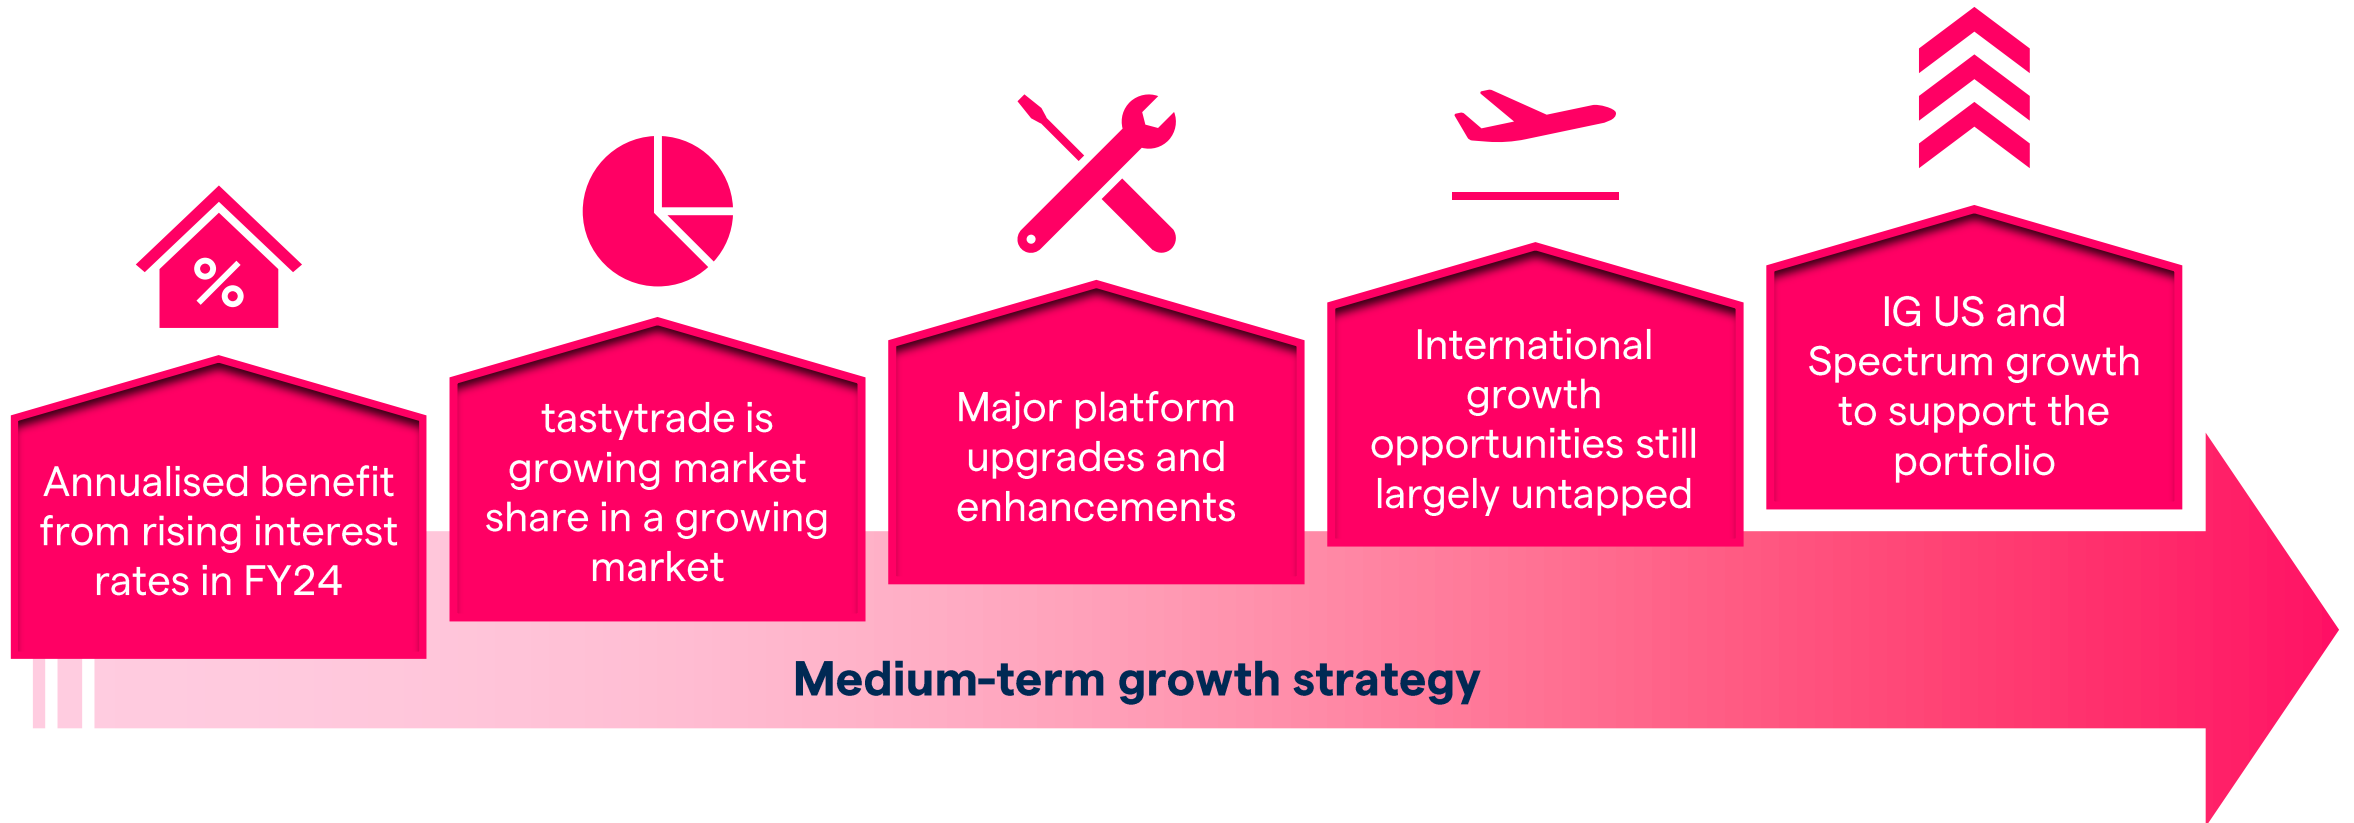 %
Annualised benefit
from rising interest
rates in FY24
tastytrade is
growing market
share in a growing
market
Major platform
upgrades and
enhancements
International
growth
opportunities still
largely untapped
IG US and
Spectrum growth
to support the
portfolio
Medium-term growth strategy